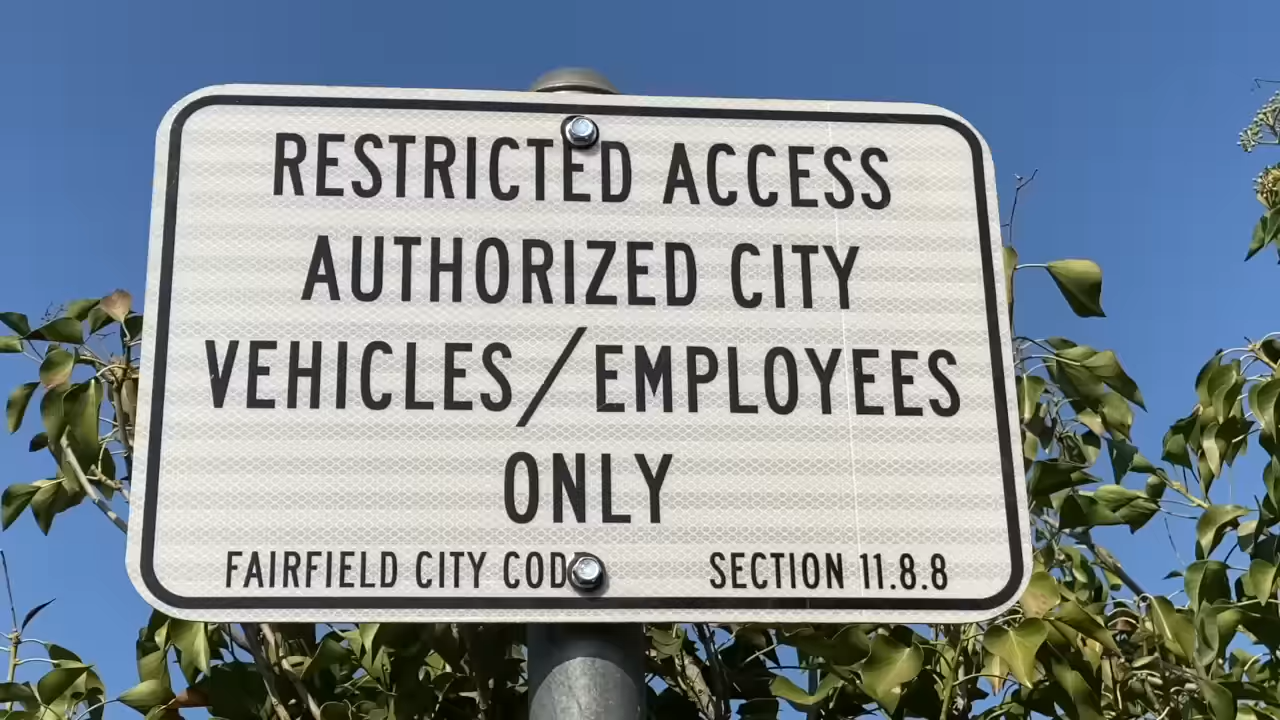 RESTRICTED ACCESS
AUTHORIZED CITY
VEHICLES/EMPLOYEES
ONLY
FAIRFIELD CITY CODE SECTION 11.8.8